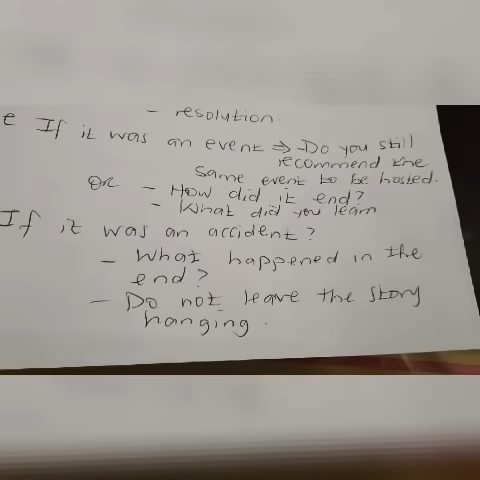 - resolution.
e If it was an event ⇒ - Do you still
recommend the
same event to be hosted.
OR - How did it end?
- What did you learn
If it was an accident?
- What happened in the
end?
- Do not leave the story
hanging.